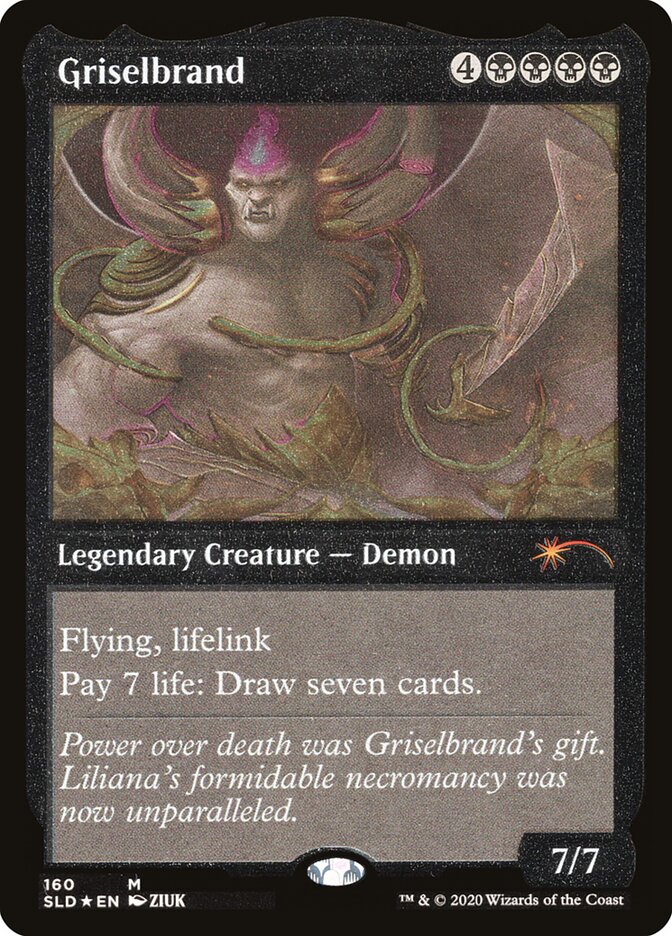 Griselbrand 4
Legendary Creature — Demon
Flying, lifelink
Pay 7 life: Draw seven cards.
Power over death was Griselbrand's gift.
Liliana's formidable necromancy was
now unparalleled.
7/7
160 M
SLD★EN ZIUK
™ & © 2020 Wizards of the Coast